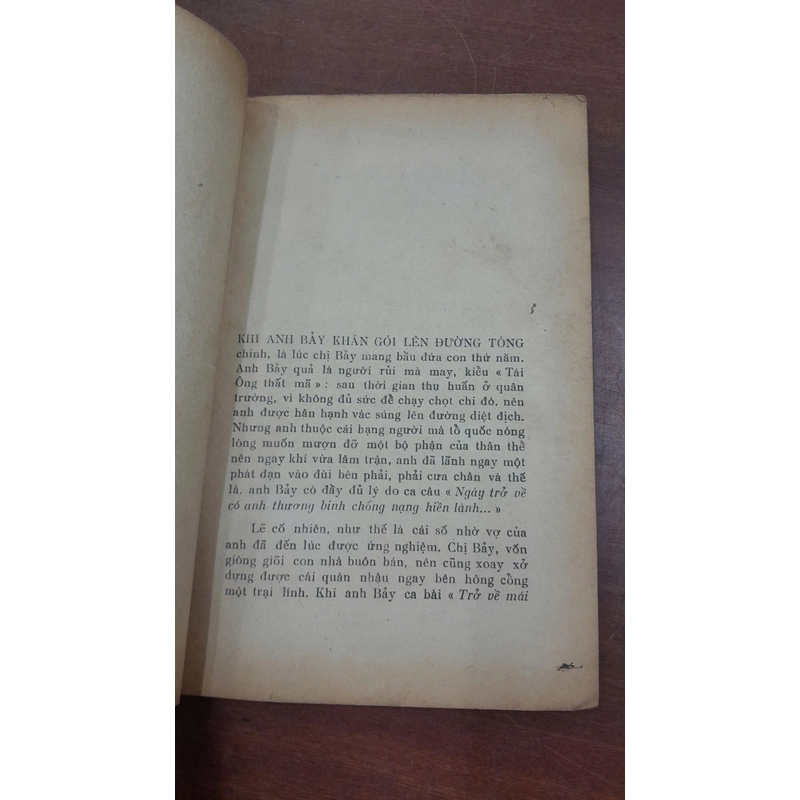 KHI ANH BẢY KHĂN GÓI LÊN ĐƯỜNG TÒNG
chinh, là lúc chị Bảy mang bầu đứa con thứ năm.
Anh Bảy quả là người rủi mà may, kiểu « Tái
Ông thất mã » : sau thời gian thụ huấn ở quân
trường, vì không đủ sức để chạy chọt chi đó, nên
anh được hân hạnh vác súng lên đường diệt địch.
Nhưng anh thuộc cái hạng người mà tổ quốc nóng
lòng muốn mượn đỡ một bộ phận của thân thể
nên ngay khi vừa lâm trận, anh đã lãnh ngay một
phát đạn vào đùi bên phải, phải cưa chân và thế
là, anh Bảy có đầy đủ lý do ca câu « Ngày trở về
có anh thương binh chống nạng hiền lành... »
Lẽ cố nhiên, như thế là cái số nhờ vợ của
anh đã đến lúc được ứng nghiệm. Chị Bảy, vốn
giòng giõi con nhà buôn bán, nên cũng xoay xở
dựng được cái quán nhậu ngay bên hông cổng
một trại lính. Khi anh Bảy ca bài « Trở về mái